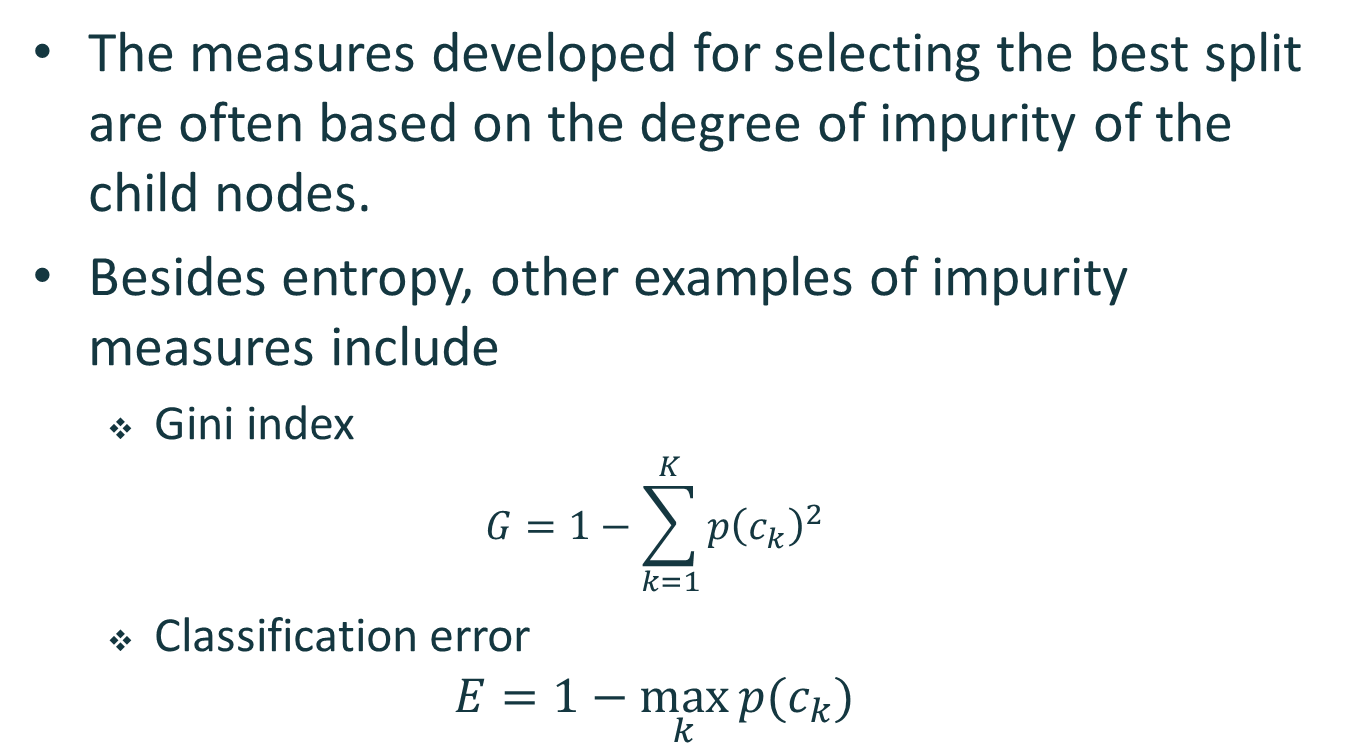 • The measures developed for selecting the best split
are often based on the degree of impurity of the
child nodes.
• Besides entropy, other examples of impurity
measures include
❖ Gini index
$G = 1 - \sum_{k=1}^{K} p(c_k)^2$
❖ Classification error
$E = 1 - \max_{k} p(c_k)$